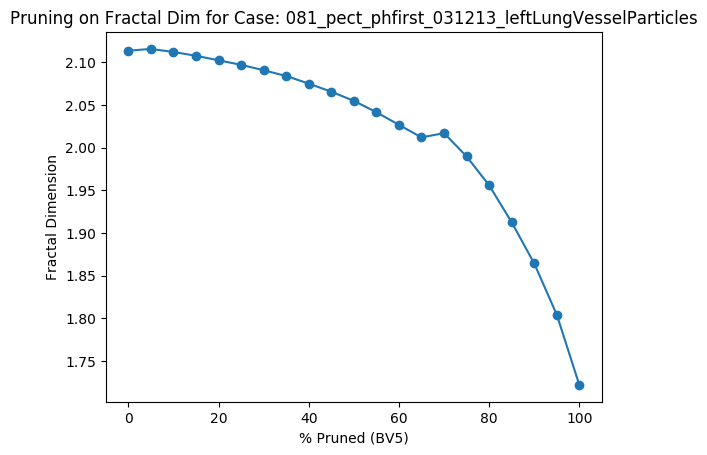 Pruning on Fractal Dim for Case: 081_pect_phfirst_031213_leftLungVesselParticles
Fractal Dimension
2.10
2.05
2.00
1.95
1.90
1.85
1.80
1.75
0 20 40 60 80 100
% Pruned (BV5)